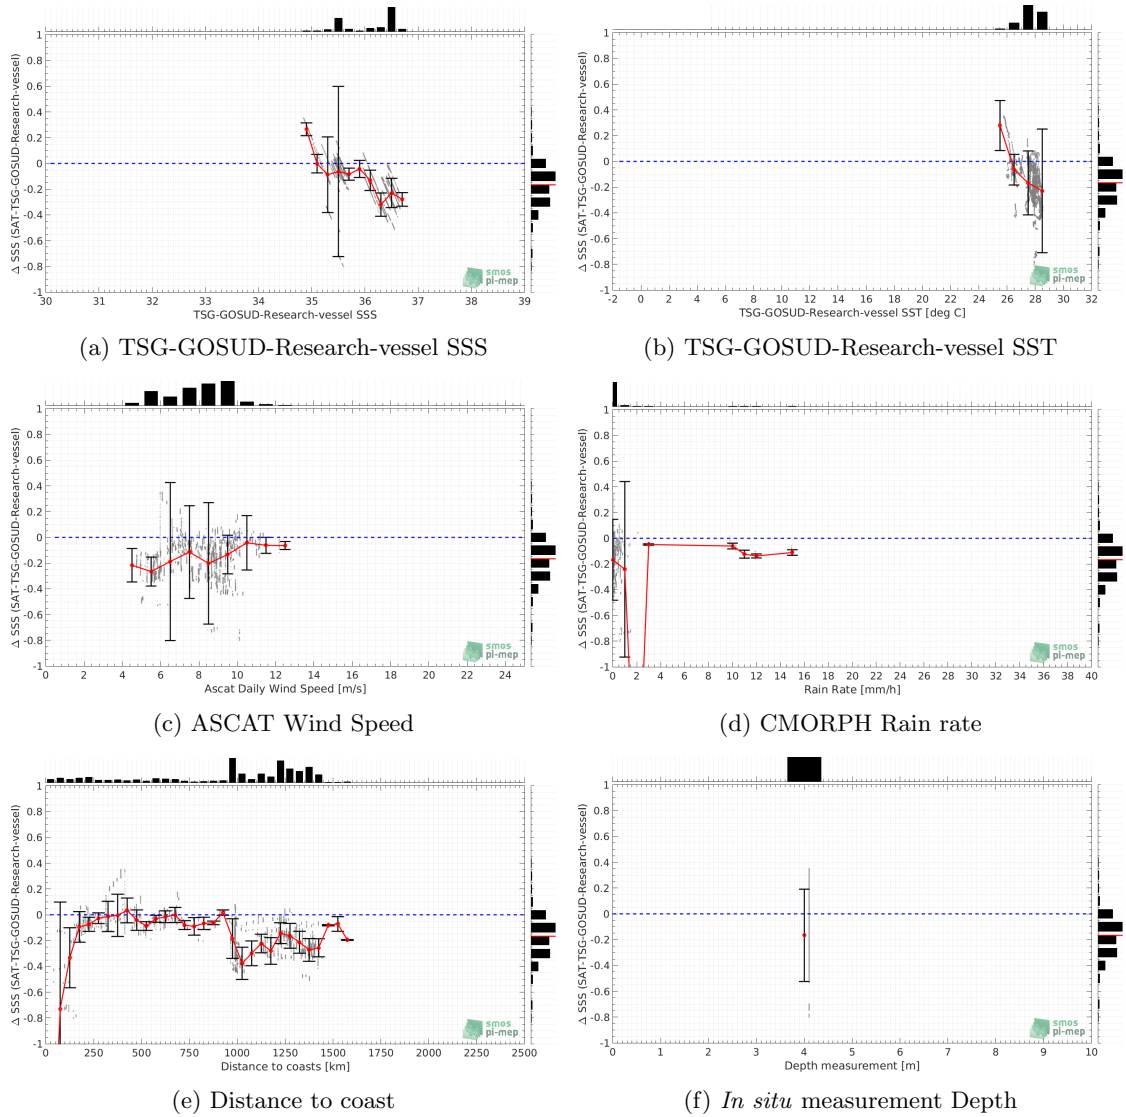 Δ SSS (SAT-TSG-GOSUD-Research-vessel)
1
0.8
0.6
0.4
0.2
0
-0.2
-0.4
-0.6
-0.8
-1
30 31 32 33 34 35 36 37 38 39
TSG-GOSUD-Research-vessel SSS
smos
pi-mep
(a) TSG-GOSUD-Research-vessel SSS
Δ SSS (SAT-TSG-GOSUD-Research-vessel)
1
0.8
0.6
0.4
0.2
0
-0.2
-0.4
-0.6
-0.8
-1
-2 0 2 4 6 8 10 12 14 16 18 20 22 24 26 28 30 32
TSG-GOSUD-Research-vessel SST [deg C]
smos
pi-mep
(b) TSG-GOSUD-Research-vessel SST
Δ SSS (SAT-TSG-GOSUD-Research-vessel)
1
0.8
0.6
0.4
0.2
0
-0.2
-0.4
-0.6
-0.8
-1
0 2 4 6 8 10 12 14 16 18 20 22 24
Ascat Daily Wind Speed [m/s]
smos
pi-mep
(c) ASCAT Wind Speed
Δ SSS (SAT-TSG-GOSUD-Research-vessel)
1
0.8
0.6
0.4
0.2
0
-0.2
-0.4
-0.6
-0.8
-1
0 2 4 6 8 10 12 14 16 18 20 22 24 26 28 30 32 34 36 38 40
Rain Rate [mm/h]
smos
pi-mep
(d) CMORPH Rain rate
Δ SSS (SAT-TSG-GOSUD-Research-vessel)
1
0.8
0.6
0.4
0.2
0
-0.2
-0.4
-0.6
-0.8
-1
0 250 500 750 1000 1250 1500 1750 2000 2250 2500
Distance to coasts [km]
smos
pi-mep
(e) Distance to coast
Δ SSS (SAT-TSG-GOSUD-Research-vessel)
1
0.8
0.6
0.4
0.2
0
-0.2
-0.4
-0.6
-0.8
-1
0 1 2 3 4 5 6 7 8 9 10
Depth measurement [m]
smos
pi-mep
(f) In situ measurement Depth